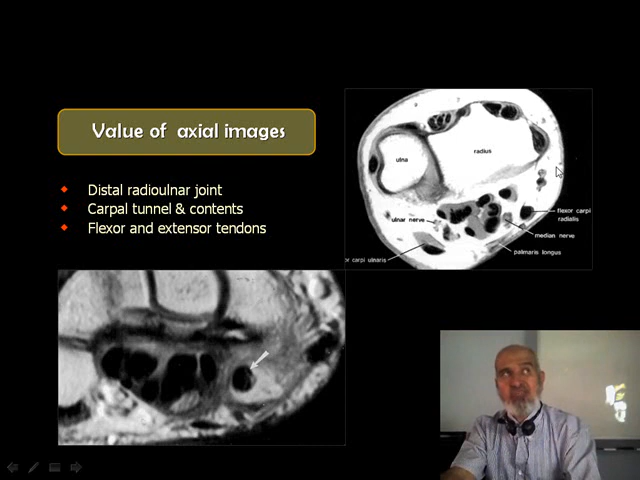 Value of axial images
Distal radioulnar joint
Carpal tunnel & contents
Flexor and extensor tendons
ulna
radius
ulnar nerve
flexor carpi
radialis
median nerve
palmaris longus
or carpi ulnaris